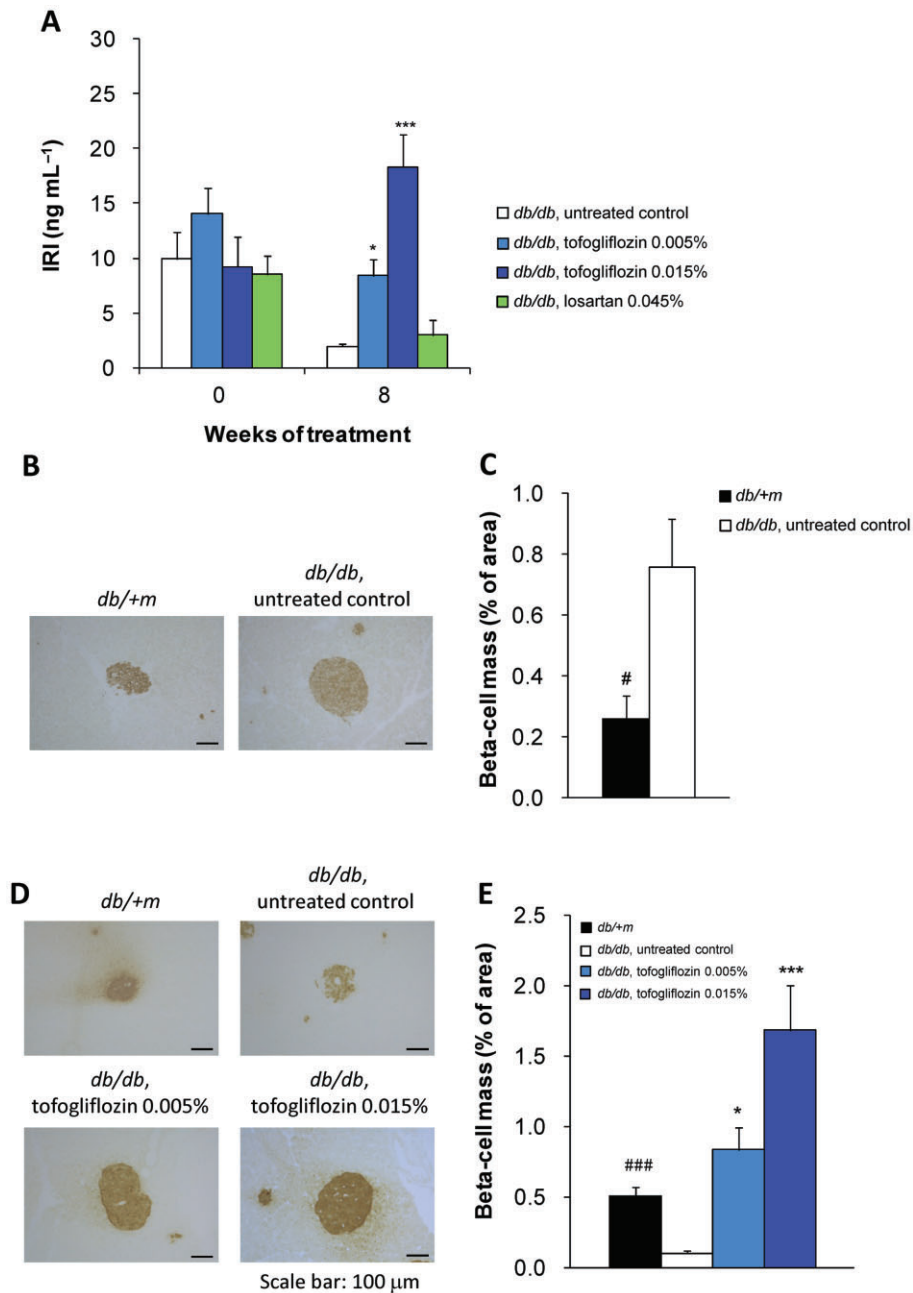 A
30
25
20
15
10
5
0
IRI (ng mL⁻¹)
***
*
0
8
Weeks of treatment
db/db, untreated control
db/db, tofogliflozin 0.005%
db/db, tofogliflozin 0.015%
db/db, losartan 0.045%
B
db/+m
db/db,
untreated control
C
1.0
0.8
0.6
0.4
0.2
0.0
Beta-cell mass (% of area)
#
db/+m
db/db, untreated control
D
db/+m
db/db,
untreated control
db/db,
tofogliflozin 0.005%
db/db,
tofogliflozin 0.015%
Scale bar: 100 μm
E
2.5
2.0
1.5
1.0
0.5
0.0
Beta-cell mass (% of area)
db/+m
db/db, untreated control
db/db, tofogliflozin 0.005%
db/db, tofogliflozin 0.015%
###
*
***